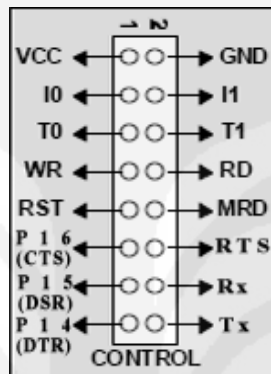 1 2
VCC GND
I0 I1
T0 T1
WR RD
RST MRD
P 1 6 RTS
(CTS)
P 1 5 Rx
(DSR)
P 1 4 Tx
(DTR)
CONTROL